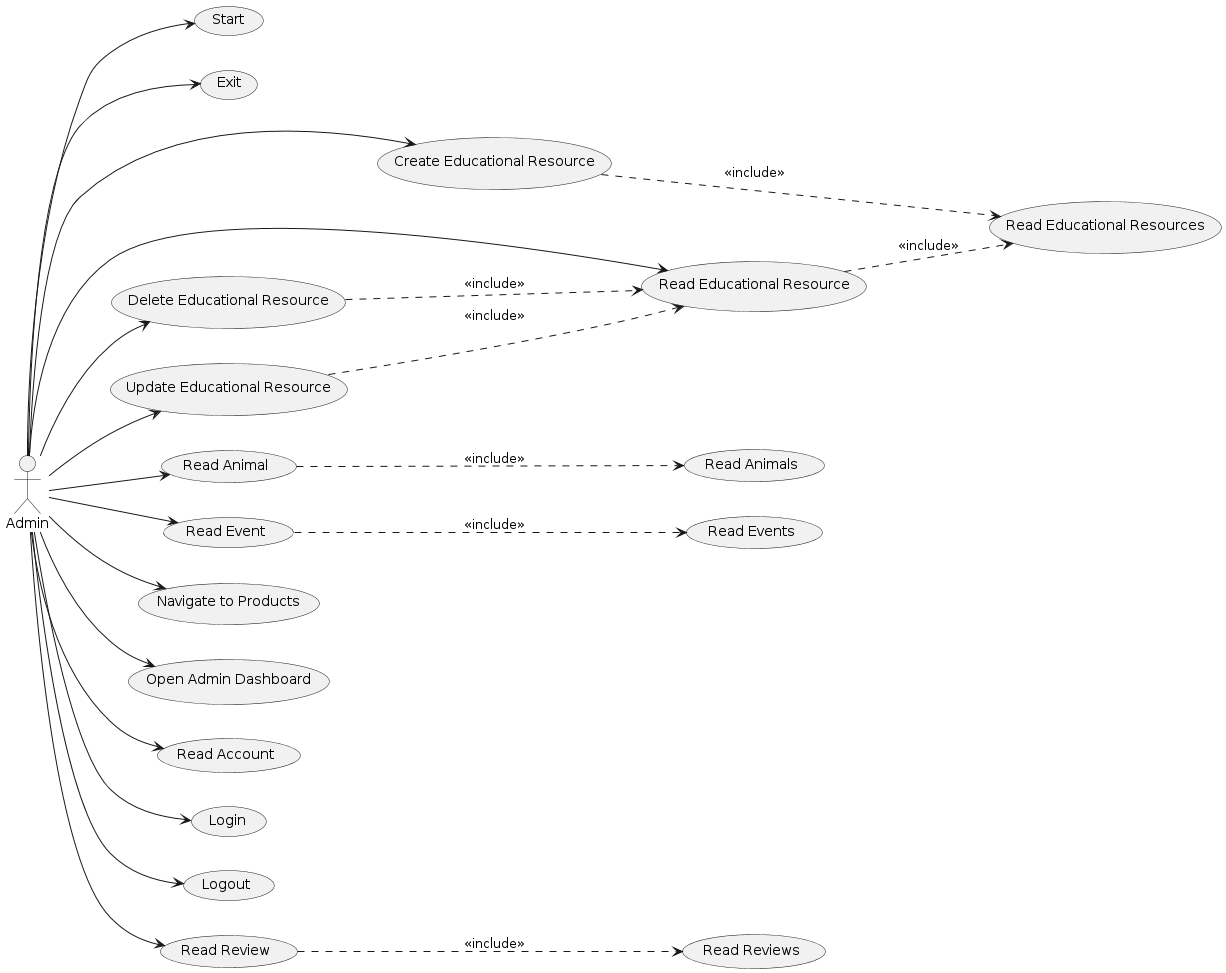 Start
Exit
Create Educational Resource
«include»
Read Educational Resources
«include»
Read Educational Resource
Delete Educational Resource
«include»
«include»
Update Educational Resource
Read Animal
«include»
Read Animals
Admin
Read Event
«include»
Read Events
Navigate to Products
Open Admin Dashboard
Read Account
Login
Logout
Read Review
«include»
Read Reviews